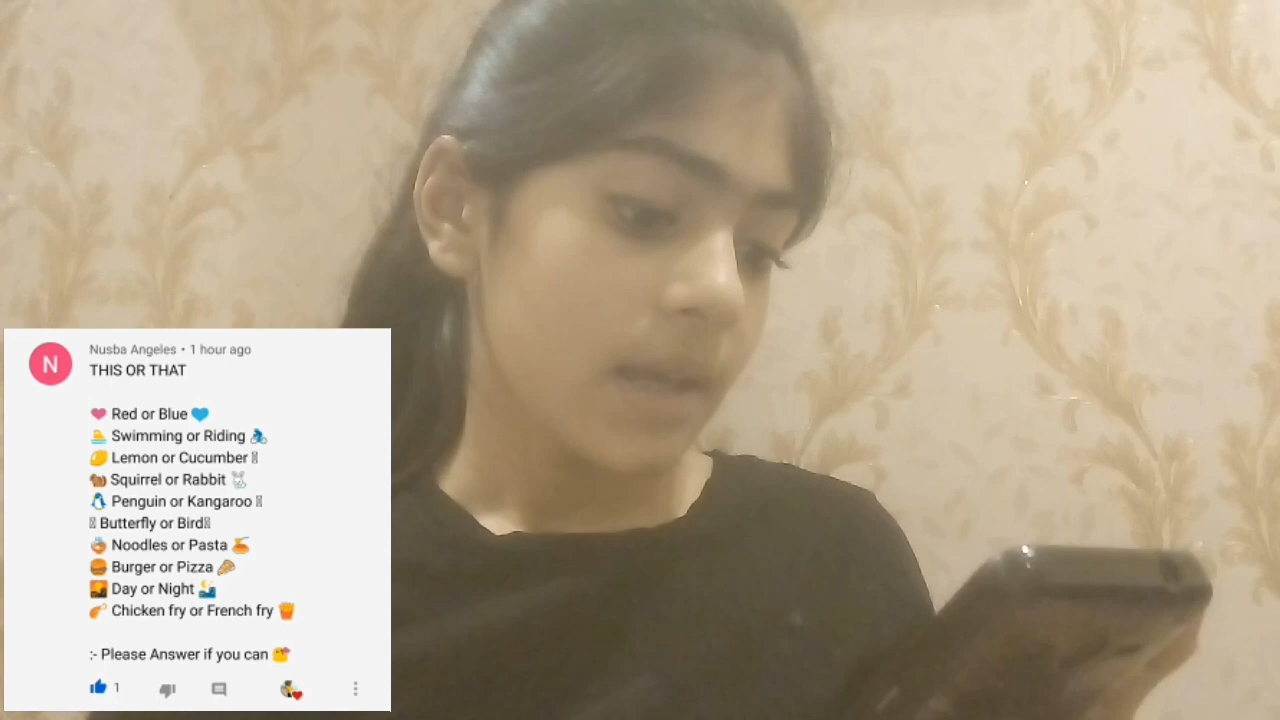 N
Nusba Angeles • 1 hour ago
THIS OR THAT
❤ Red or Blue 💙
🏊 Swimming or Riding 🚴
🍋 Lemon or Cucumber
🐿 Squirrel or Rabbit 🐇
🐧 Penguin or Kangaroo
Butterfly or Bird
🍜 Noodles or Pasta 🍝
🍔 Burger or Pizza 🍕
🌄 Day or Night
🍗 Chicken fry or French fry 🍟
:- Please Answer if you can
1